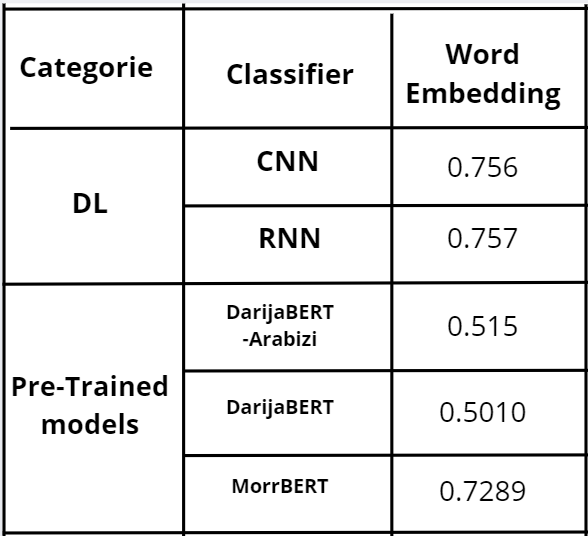 Categorie
Classifier
Word
Embedding
DL
CNN
0.756
RNN
0.757
Pre-Trained
models
DarijaBERT
-Arabizi
0.515
DarijaBERT
0.5010
MorrBERT
0.7289